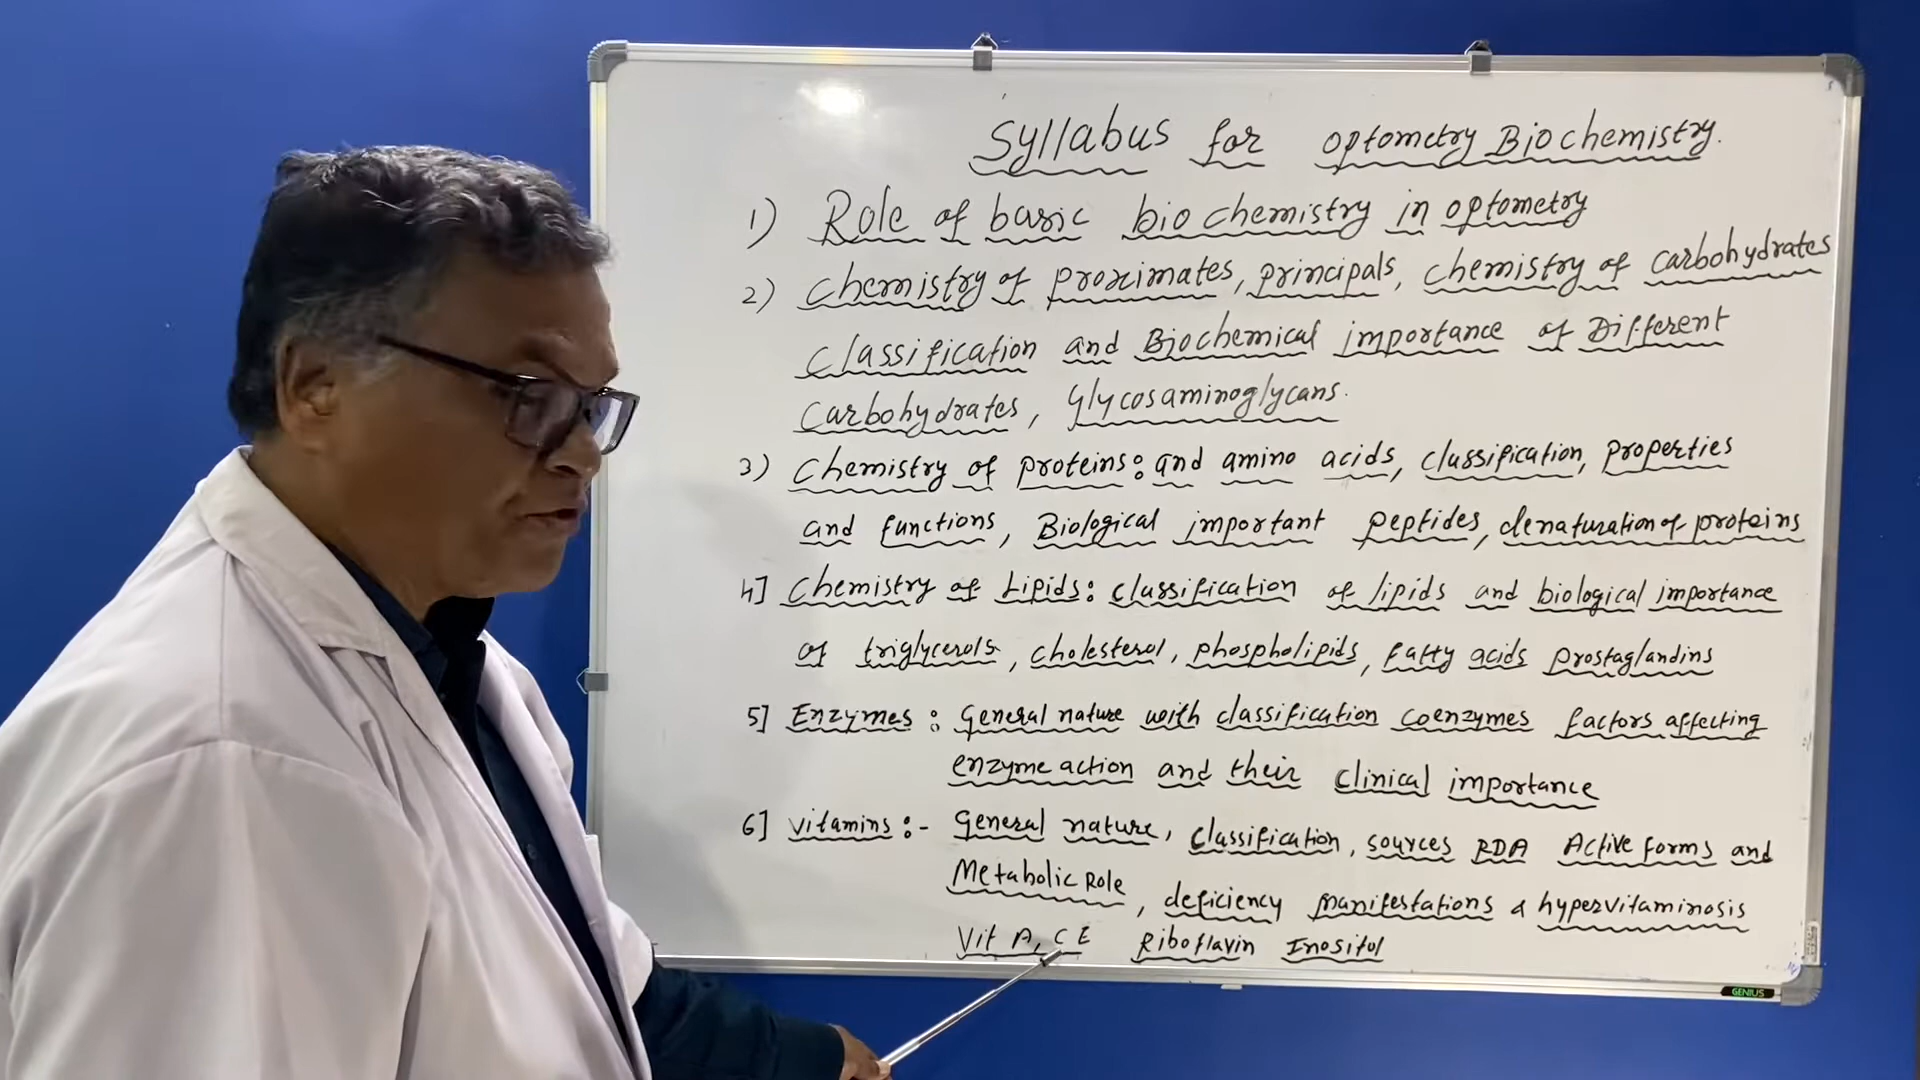 Syllabus for optometry Biochemistry.
1) Role of basic biochemistry in optometry
2) Chemistry of proximates, principals, chemistry of carbohydrates
Classification and Biochemical importance of Different
Carbohydrates, Glycosaminoglycans.
3) Chemistry of proteins: and amino acids, classification, properties
and functions, Biological important peptides, denaturation of proteins
4] Chemistry of Lipids: classification of lipids and biological importance
of triglycerols, cholesterol, phospholipids, fatty acids prostaglandins
5] Enzymes: General nature with classification coenzymes factors affecting
enzyme action and their clinical importance
6] Vitamins:- General nature, classification, sources RDA Active forms and
Metabolic Role, deficiency manifestations & hypervitaminosis
Vit A, C E Riboflavin Inositol
GENIUS